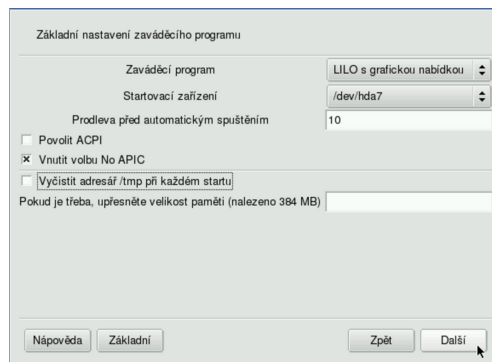 Základní nastavení zaváděcího programu
Zaváděcí program LILO s grafickou nabídkou
Startovací zařízení /dev/hda7
Prodleva před automatickým spuštěním 10
Povolit ACPI
Vnutit volbu No APIC
Vyčistit adresář /tmp při každém startu
Pokud je třeba, upřesněte velikost paměti (nalezeno 384 MB)
Nápověda Základní Zpět Další